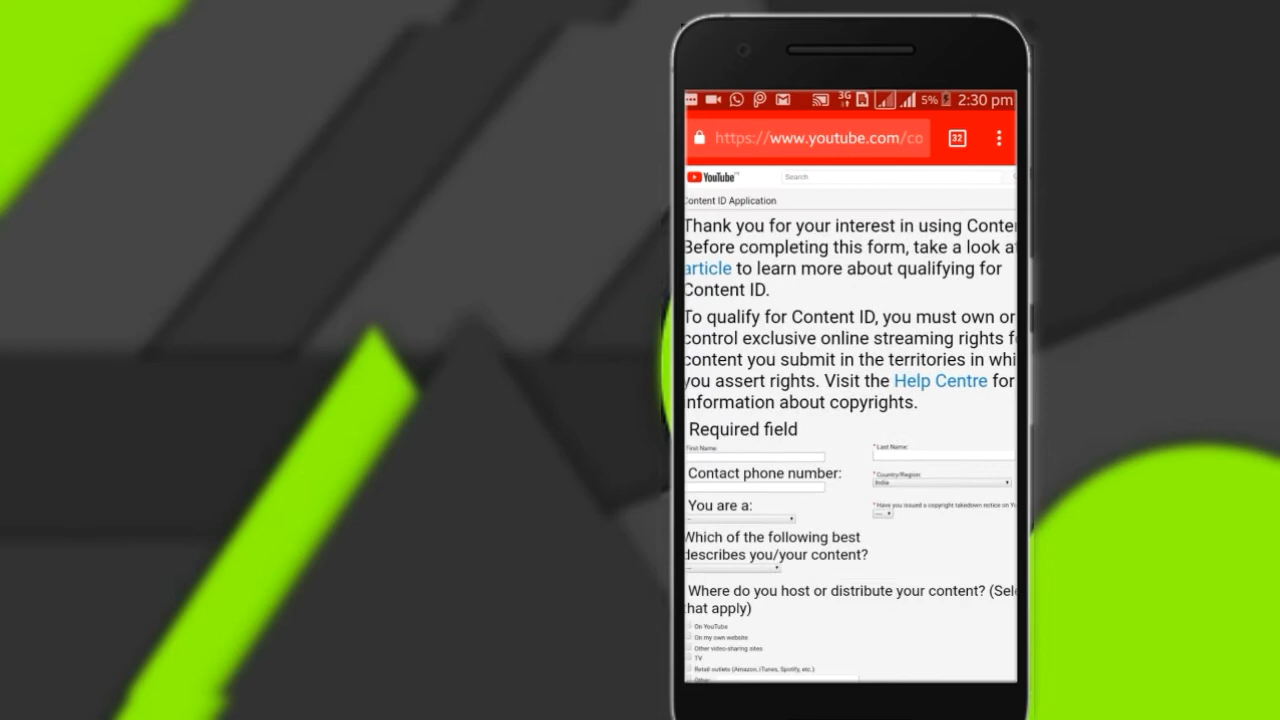 3G 5% 2:30 pm
https://www.youtube.com/co 32
YouTube IN Search
Content ID Application
Thank you for your interest in using Conte
Before completing this form, take a look a
article to learn more about qualifying for
Content ID.
To qualify for Content ID, you must own or
control exclusive online streaming rights f
content you submit in the territories in whi
you assert rights. Visit the Help Centre for
information about copyrights.
Required field
First Name: * Last Name:
Contact phone number: * Country/Region:
India
You are a: * Have you issued a copyright takedown notice on Y
-- ---
Which of the following best
describes you/your content?
--
Where do you host or distribute your content? (Sel
that apply)
On YouTube
On my own website
Other video-sharing sites
TV
Retail outlets (Amazon, iTunes, Spotify, etc.)
Other: